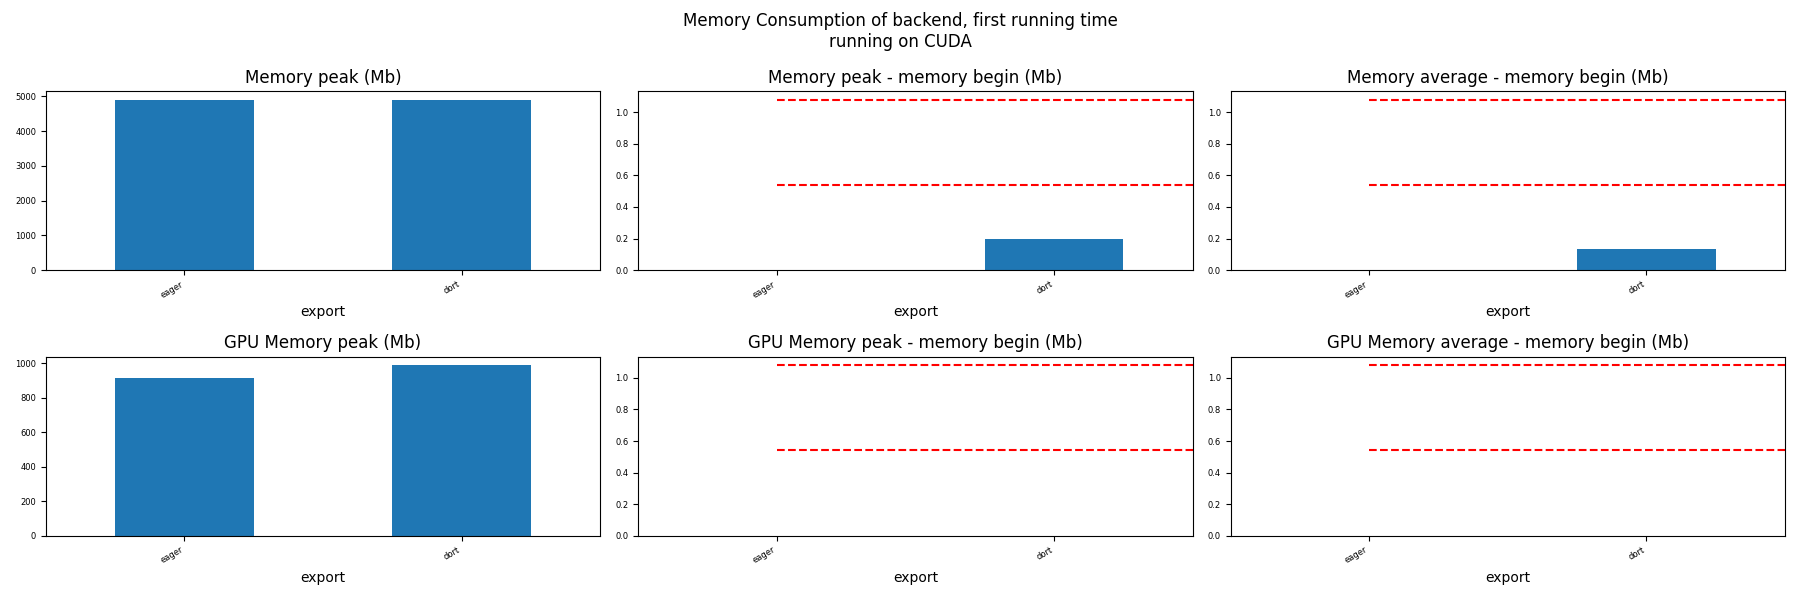 Memory Consumption of backend, first running time
running on CUDA
Memory peak (Mb)
5000
4000
3000
2000
1000
0
eager
dort
export
Memory peak - memory begin (Mb)
1.0
0.8
0.6
0.4
0.2
0.0
eager
dort
export
Memory average - memory begin (Mb)
1.0
0.8
0.6
0.4
0.2
0.0
eager
dort
export
GPU Memory peak (Mb)
1000
800
600
400
200
0
eager
dort
export
GPU Memory peak - memory begin (Mb)
1.0
0.8
0.6
0.4
0.2
0.0
eager
dort
export
GPU Memory average - memory begin (Mb)
1.0
0.8
0.6
0.4
0.2
0.0
eager
dort
export